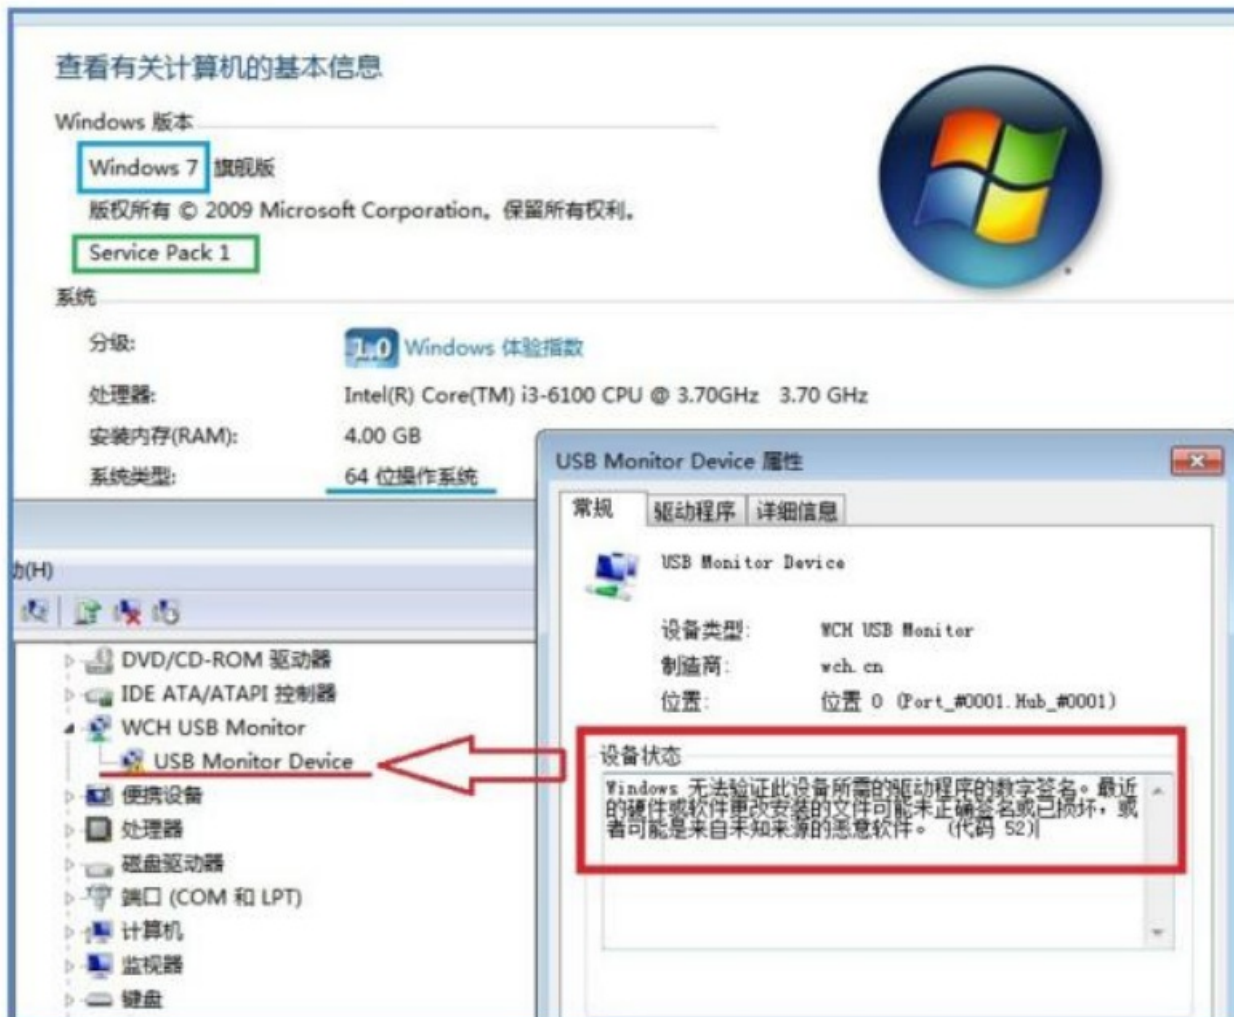 查看有关计算机的基本信息
Windows 版本
Windows 7 旗舰版
版权所有 © 2009 Microsoft Corporation。保留所有权利。
Service Pack 1
系统
分级:
1.0 Windows 体验指数
处理器:
Intel(R) Core(TM) i3-6100 CPU @ 3.70GHz 3.70 GHz
安装内存(RAM):
4.00 GB
系统类型:
64 位操作系统
助(H)
DVD/CD-ROM 驱动器
IDE ATA/ATAPI 控制器
WCH USB Monitor
USB Monitor Device
便携设备
处理器
磁盘驱动器
端口 (COM 和 LPT)
计算机
监视器
键盘
USB Monitor Device 属性
常规 驱动程序 详细信息
USB Monitor Device
设备类型: WCH USB Monitor
制造商: wch.cn
位置: 位置 0 (Port_#0001.Hub_#0001)
设备状态
Windows 无法验证此设备所需的驱动程序的数字签名。最近
的硬件或软件更改安装的文件可能未正确签名或已损坏，或
者可能是来自未知来源的恶意软件。 (代码 52)